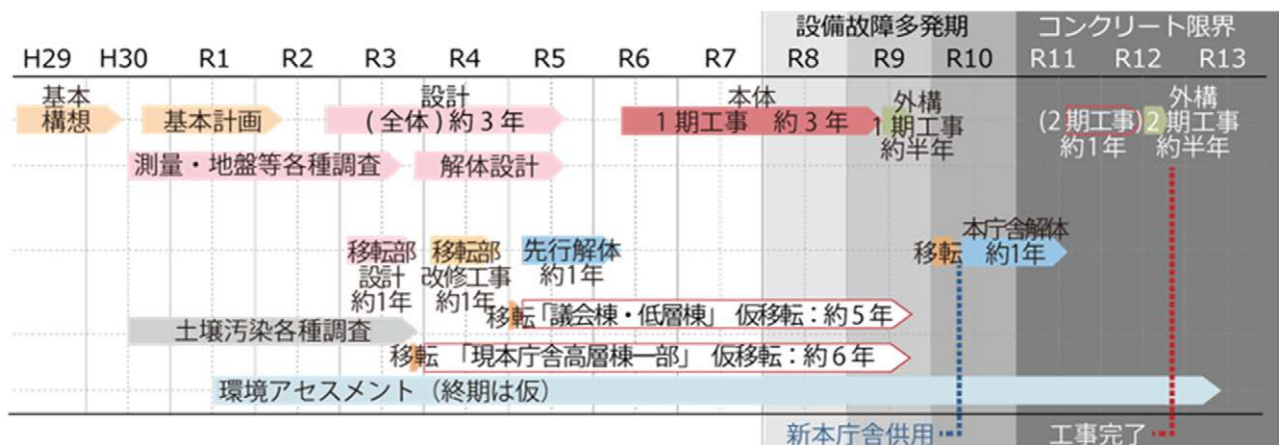 設備故障多発期 コンクリート限界
H29 H30 R1 R2 R3 R4 R5 R6 R7 R8 R9 R10 R11 R12 R13
基本
構想
基本計画
設計
(全体)約3年
本体
1期工事 約3年
外構
1期工事
約半年
(2期工事)
約1年
外構
2期工事
約半年
測量・地盤等各種調査
解体設計
移転部
設計
約1年
移転部
改修工事
約1年
先行解体
約1年
移転
本庁舎解体
約1年
移転「議会棟・低層棟」 仮移転:約5年
土壌汚染各種調査
移転 「現本庁舎高層棟一部」 仮移転:約6年
環境アセスメント(終期は仮)
新本庁舎供用
工事完了